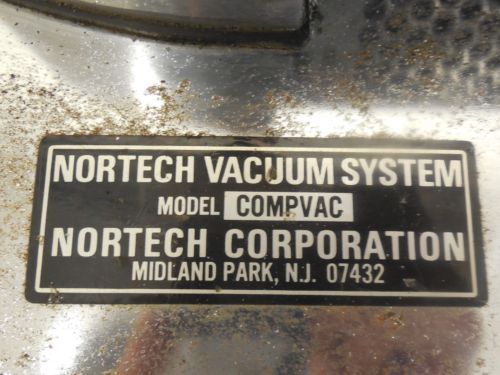 NORTECH VACUUM SYSTEM
MODEL COMPVAC
NORTECH CORPORATION
MIDLAND PARK, N.J. 07432